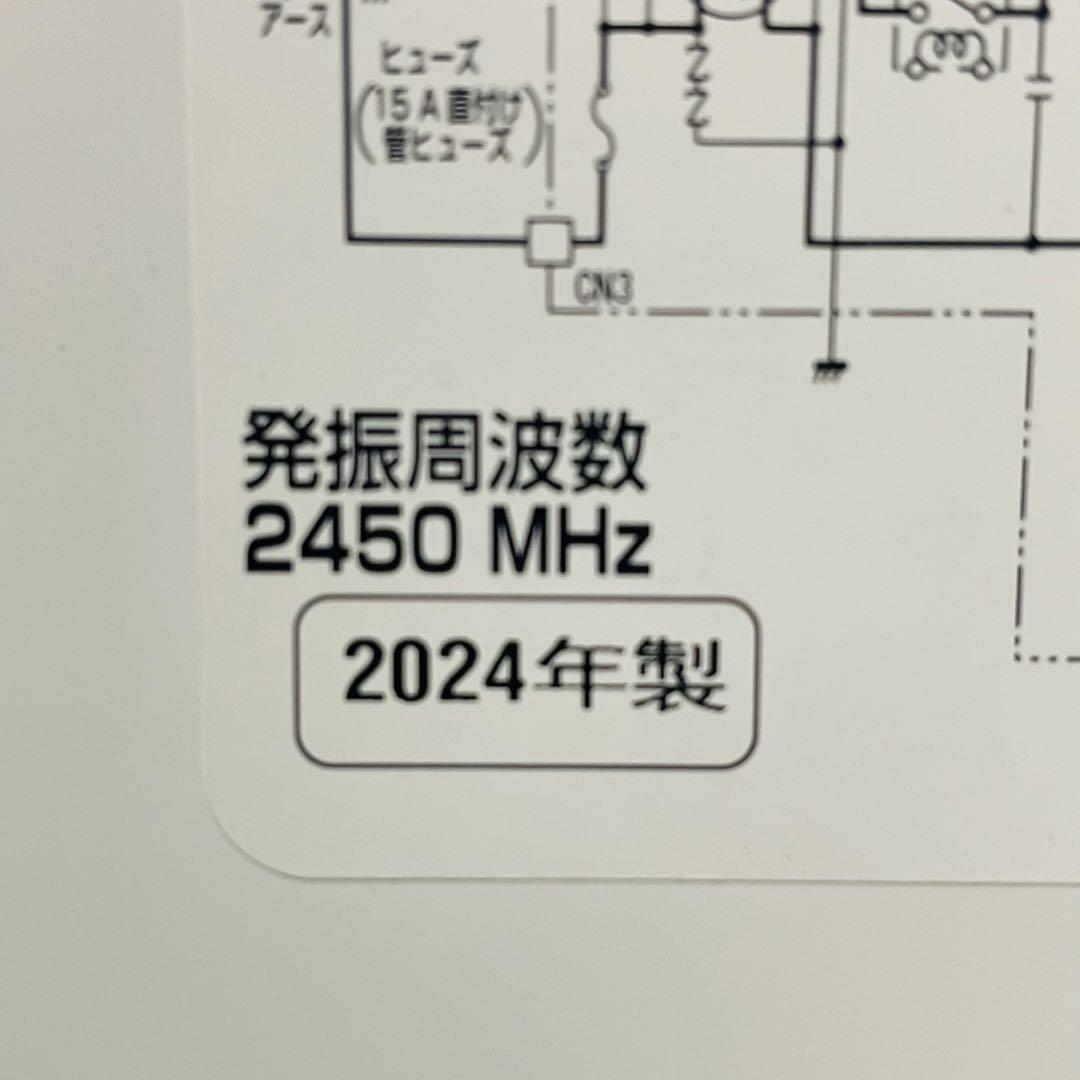 アース
ヒューズ
(15A直付け
管ヒューズ)
CN3
発振周波数
2450 MHz
2024年製